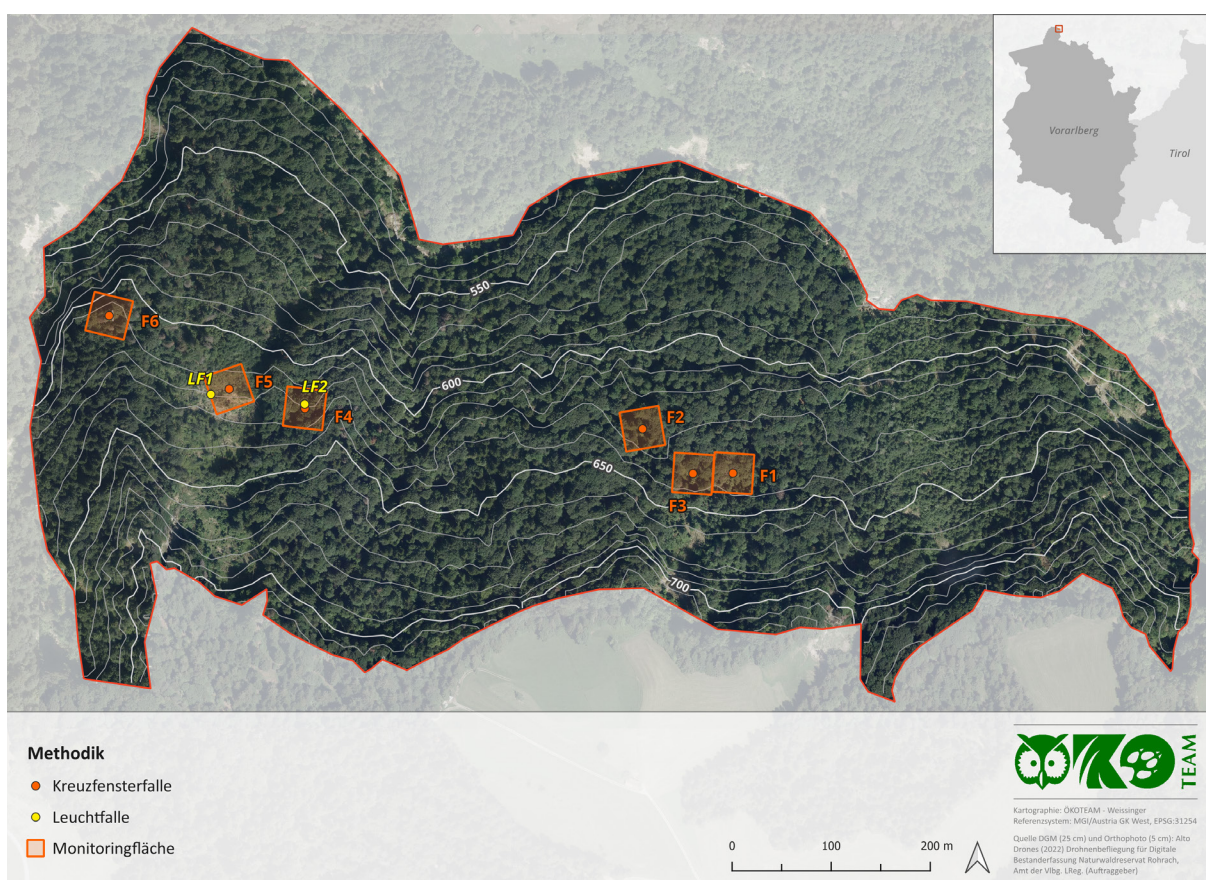 Vorarlberg
Tirol
550
F6
LF1
F5
LF2
F4
600
F2
650
F3
F1
700
Methodik
Kreuzfensterfalle
Leuchtfalle
Monitoringfläche
0 100 200 m
ÖKO
TEAM
Kartographie: ÖKOTEAM - Weissinger
Referenzsystem: MGI/Austria GK West, EPSG:31254
Quelle DGM (25 cm) und Orthophoto (5 cm): Alto
Drones (2022) Drohnenbefliegung für Digitale
Bestanderfassung Naturwaldreservat Rohrach,
Amt der Vlbg. LReg. (Auftraggeber)